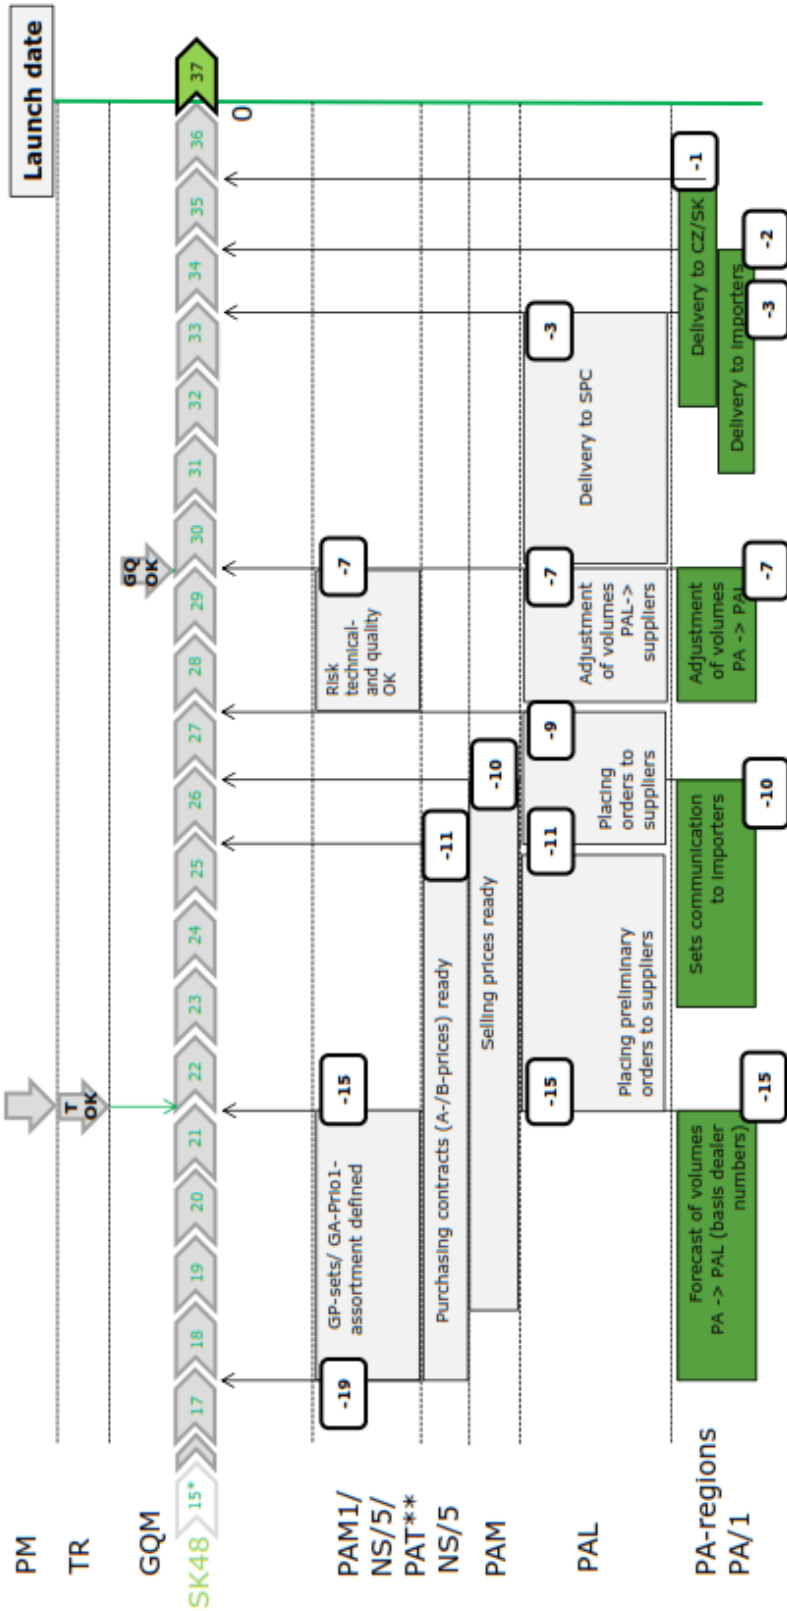 Launch date
PM
TR
T
OK
GQM
GQ
OK
SK48
15*
17
18
19
20
21
22
23
24
25
26
27
28
29
30
31
32
33
34
35
36
37
0
PAM1/
NS/5/
PAT**
-19
GP-sets/ GA-Prio1-
assortment defined
-15
Risk
technical-
and quality
OK
-7
NS/5
Purchasing contracts (A-/B-prices) ready
-11
PAM
Selling prices ready
-10
PAL
-15
Placing preliminary
orders to suppliers
-11
Placing
orders to
suppliers
-9
Adjustment
of volumes
PAL->
suppliers
-7
Delivery to SPC
-3
PA-regions
PA/1
Forecast of volumes
PA -> PAL (basis dealer
numbers)
-15
Sets communication
to importers
-10
Adjustment
of volumes
PA -> PAL
-7
Delivery to CZ/SK
-1
Delivery to Importers
-3
-2